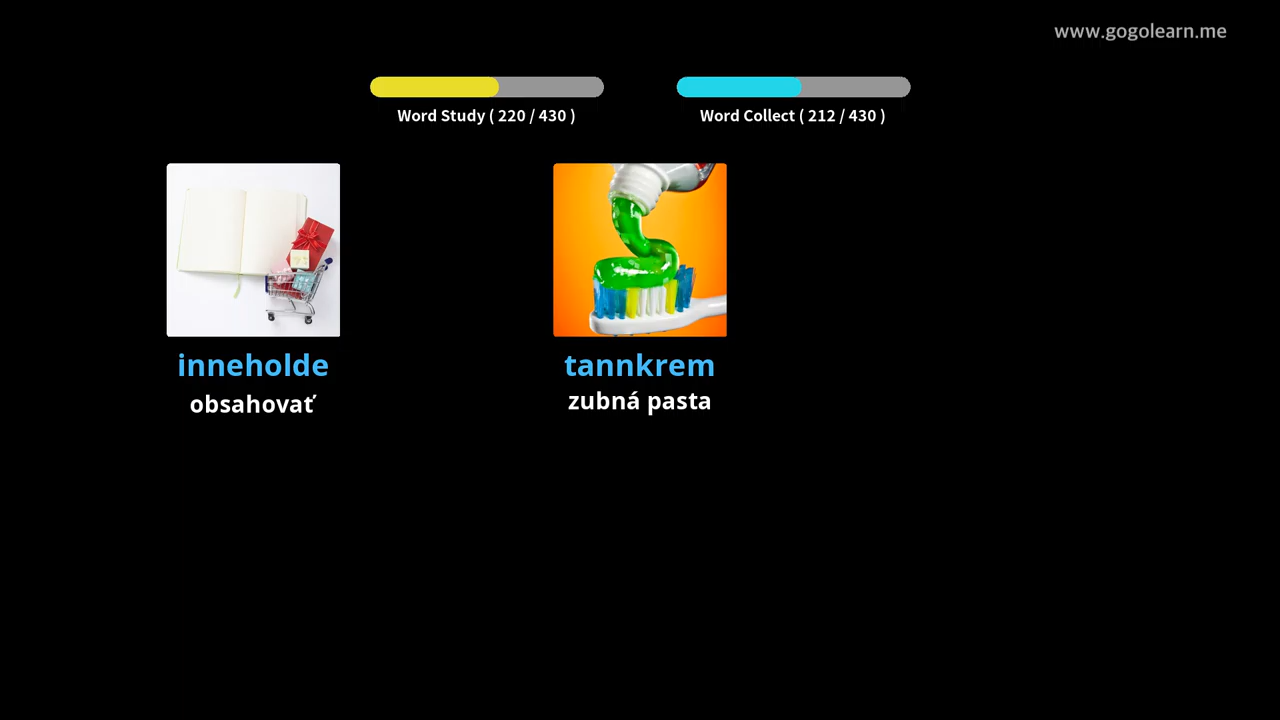 www.gogolearn.me
Word Study ( 220 / 430 )
Word Collect ( 212 / 430 )
inneholde
obsahovať
tannkrem
zubná pasta